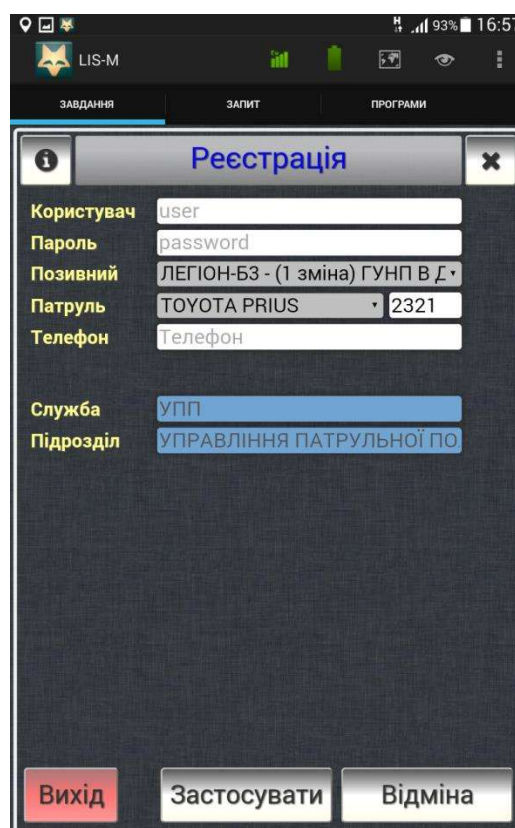 93% 16:57
LIS-M
ЗАВДАННЯ ЗАПИТ ПРОГРАМИ
Реєстрація
Користувач user
Пароль password
Позивний ЛЕГІОН-Б3 - (1 зміна) ГУНП В Д
Патруль TOYOTA PRIUS 2321
Телефон Телефон
Служба УПП
Підрозділ УПРАВЛІННЯ ПАТРУЛЬНОЇ ПО
Вихід Застосувати Відміна